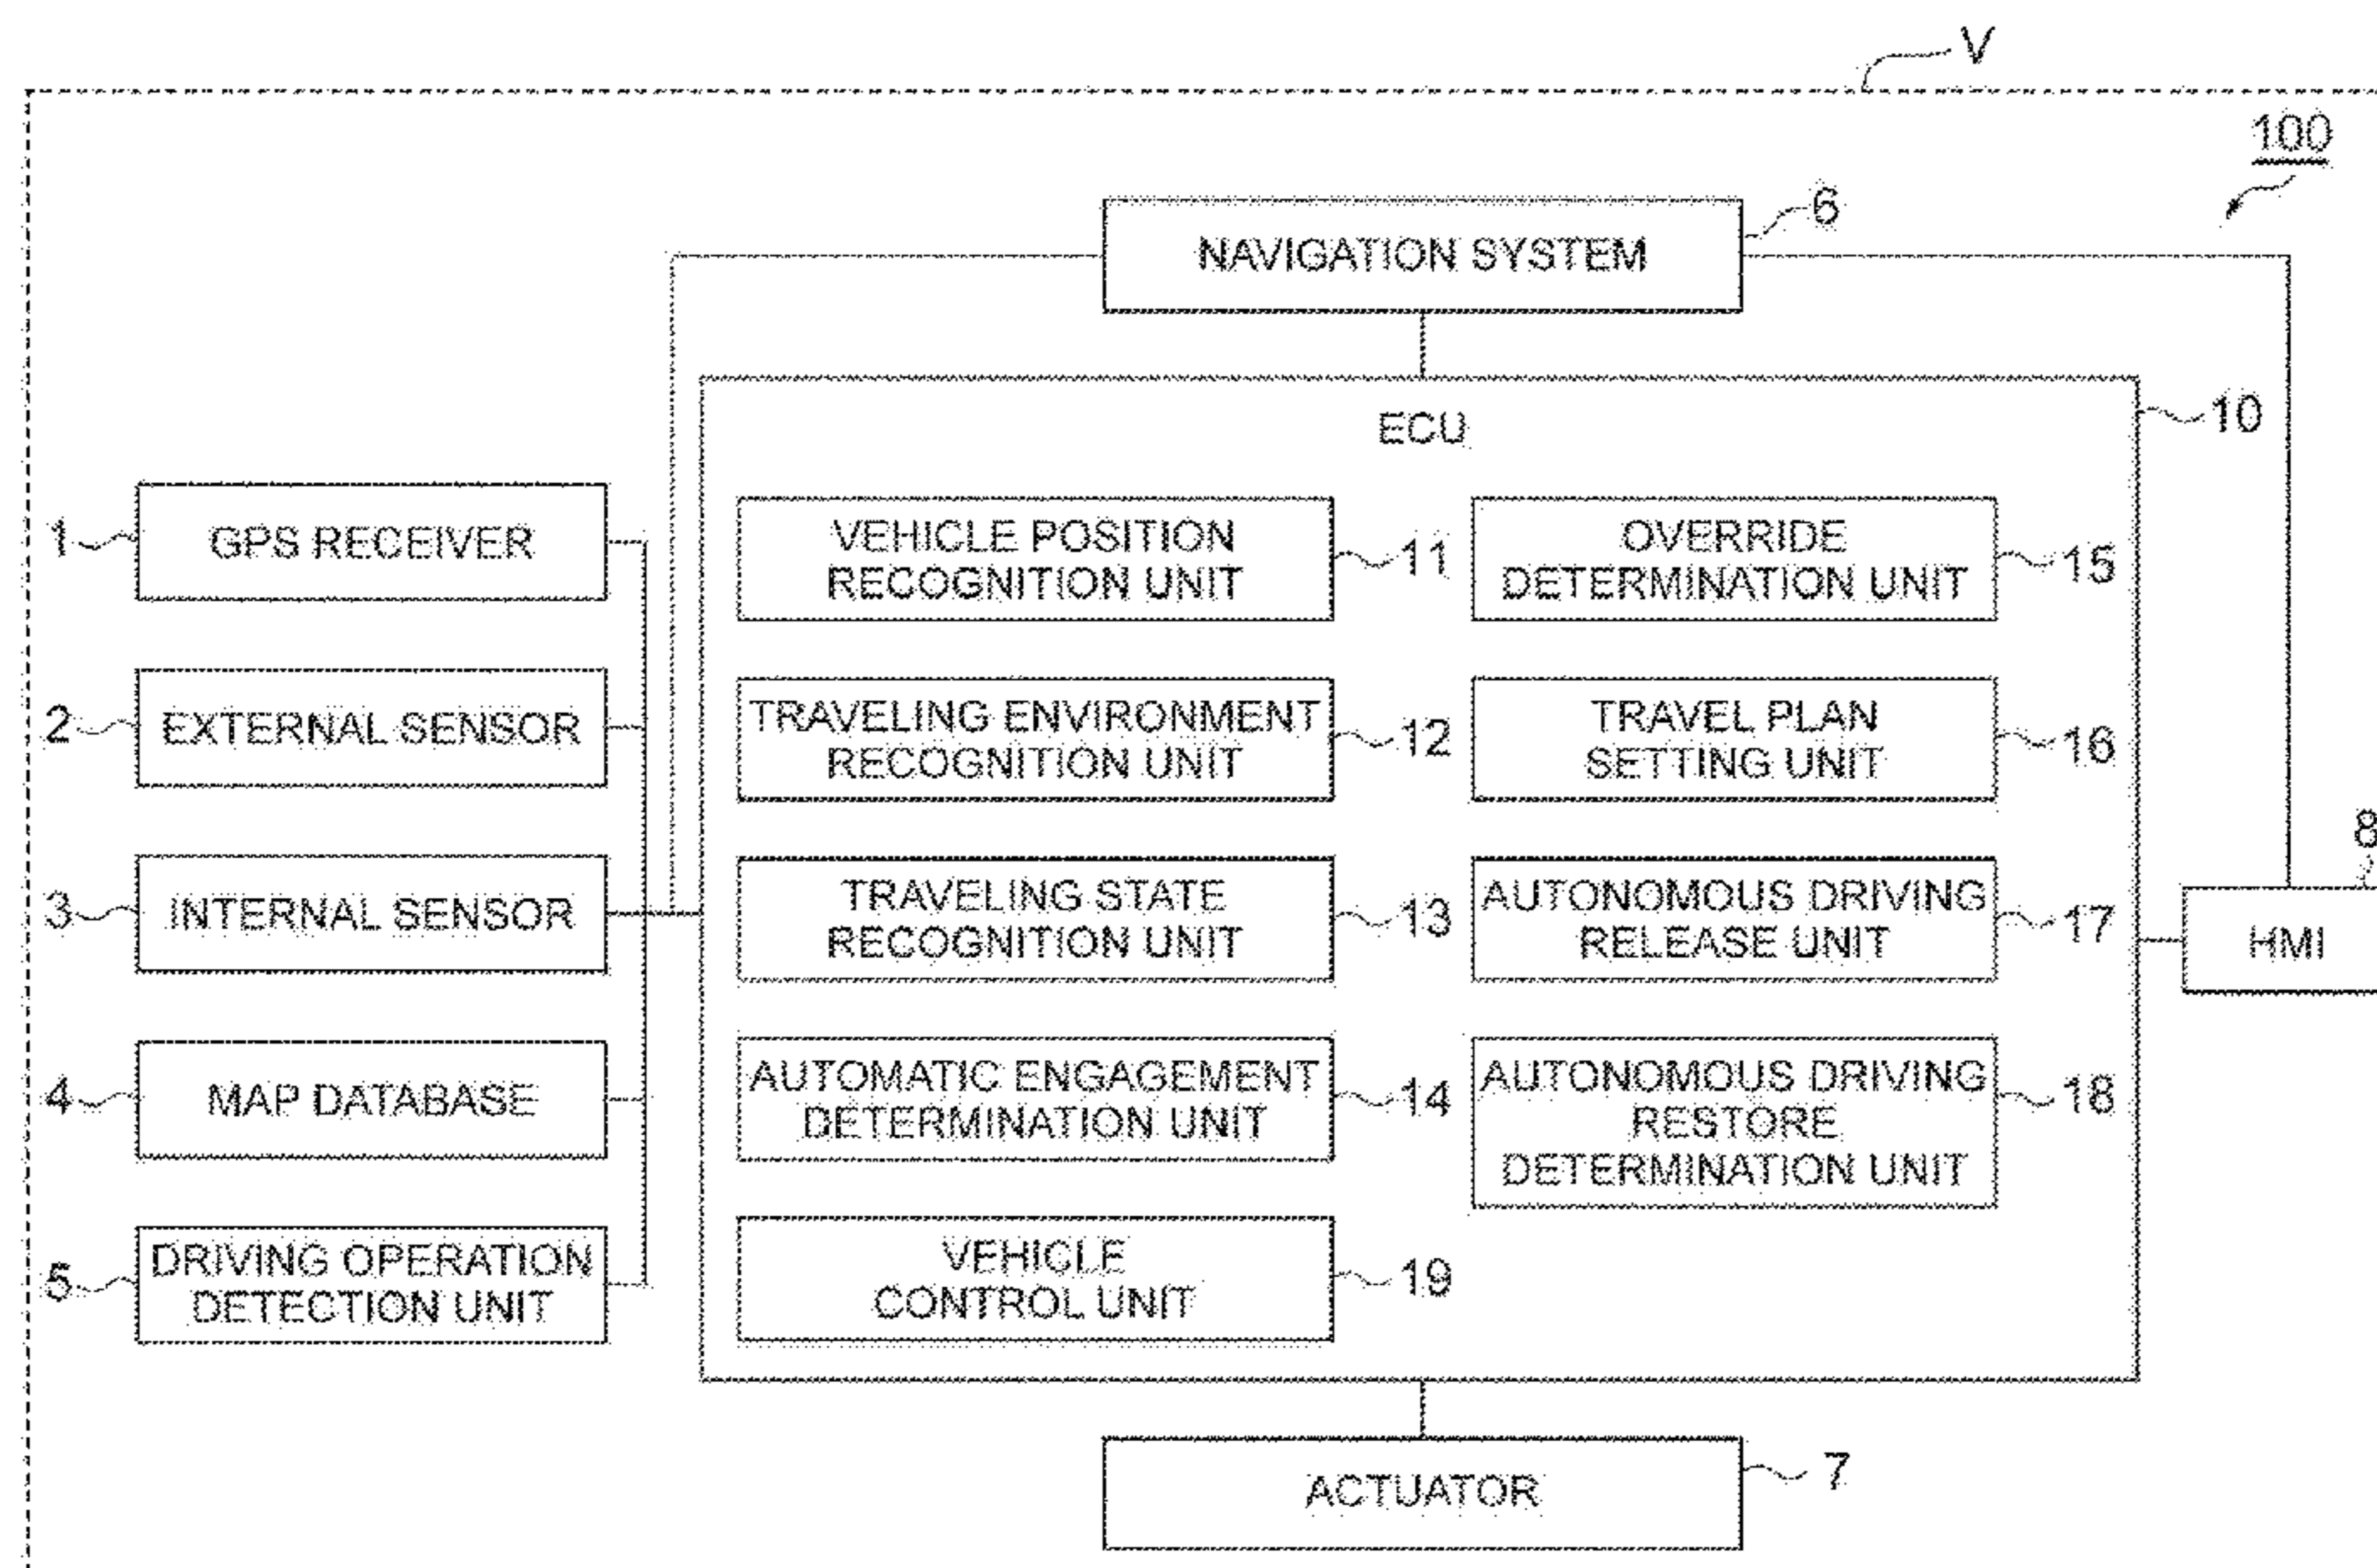 V
100
NAVIGATION SYSTEM
6
ECU
10
1
GPS RECEIVER
2
EXTERNAL SENSOR
3
INTERNAL SENSOR
4
MAP DATABASE
5
DRIVING OPERATION
DETECTION UNIT
VEHICLE POSITION
RECOGNITION UNIT
11
TRAVELING ENVIRONMENT
RECOGNITION UNIT
12
TRAVELING STATE
RECOGNITION UNIT
13
AUTOMATIC ENGAGEMENT
DETERMINATION UNIT
14
VEHICLE
CONTROL UNIT
19
OVERRIDE
DETERMINATION UNIT
15
TRAVEL PLAN
SETTING UNIT
16
AUTONOMOUS DRIVING
RELEASE UNIT
17
AUTONOMOUS DRIVING
RESTORE
DETERMINATION UNIT
18
8
HMI
ACTUATOR
7